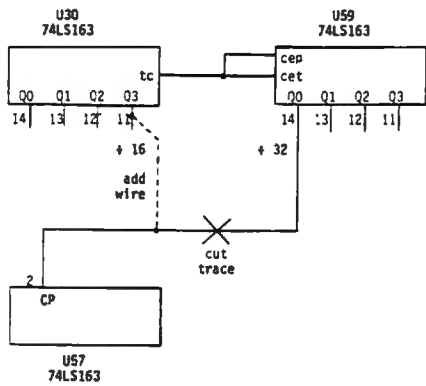 U30
74LS163
U59
74LS163
tc
cep
cet
Q0 Q1 Q2 Q3
14 13 12 11
Q0 Q1 Q2 Q3
14 13 12 11
÷ 16
÷ 32
add
wire
cut
trace
2
CP
U57
74LS163